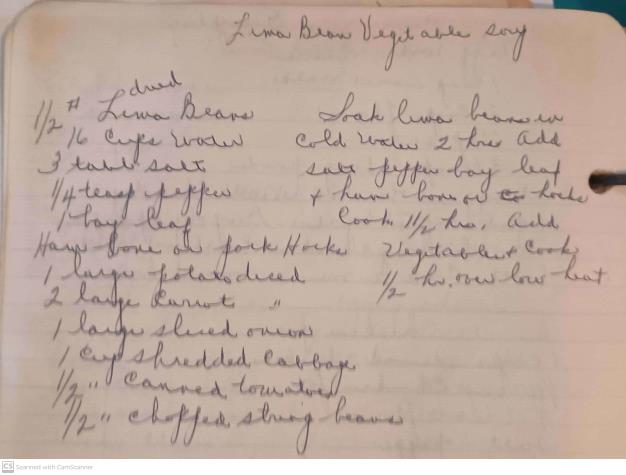 Lima Bean Vegetable soup
dried
1/2 # Lima Beans
16 cups water
3 tabl salt
1/4 teasp pepper
1 bay leaf
Ham bone or pork Hocks
1 large potato diced
2 large Carrot "
1 large sliced onion
1 cup shredded Cabbage
1/2 " canned tomatoes
1/2 " chopped string beans
Soak lima beans in
cold water 2 hrs Add
salt pepper bay leaf
+ ham bone or hocks
Cook 1 1/2 hrs. Add
Vegetables + Cook
1/2 hr. over low heat
CS Scanned with CamScanner